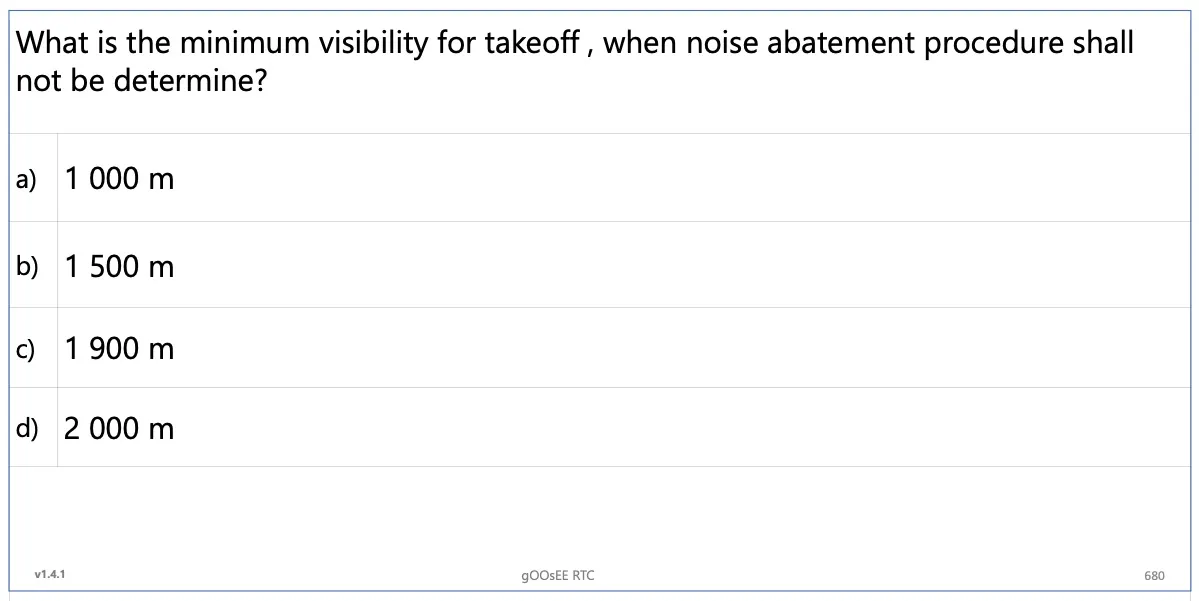 What is the minimum visibility for takeoff , when noise abatement procedure shall
not be determine?
a) 1 000 m
b) 1 500 m
c) 1 900 m
d) 2 000 m
v1.4.1 gOOsEE RTC 680